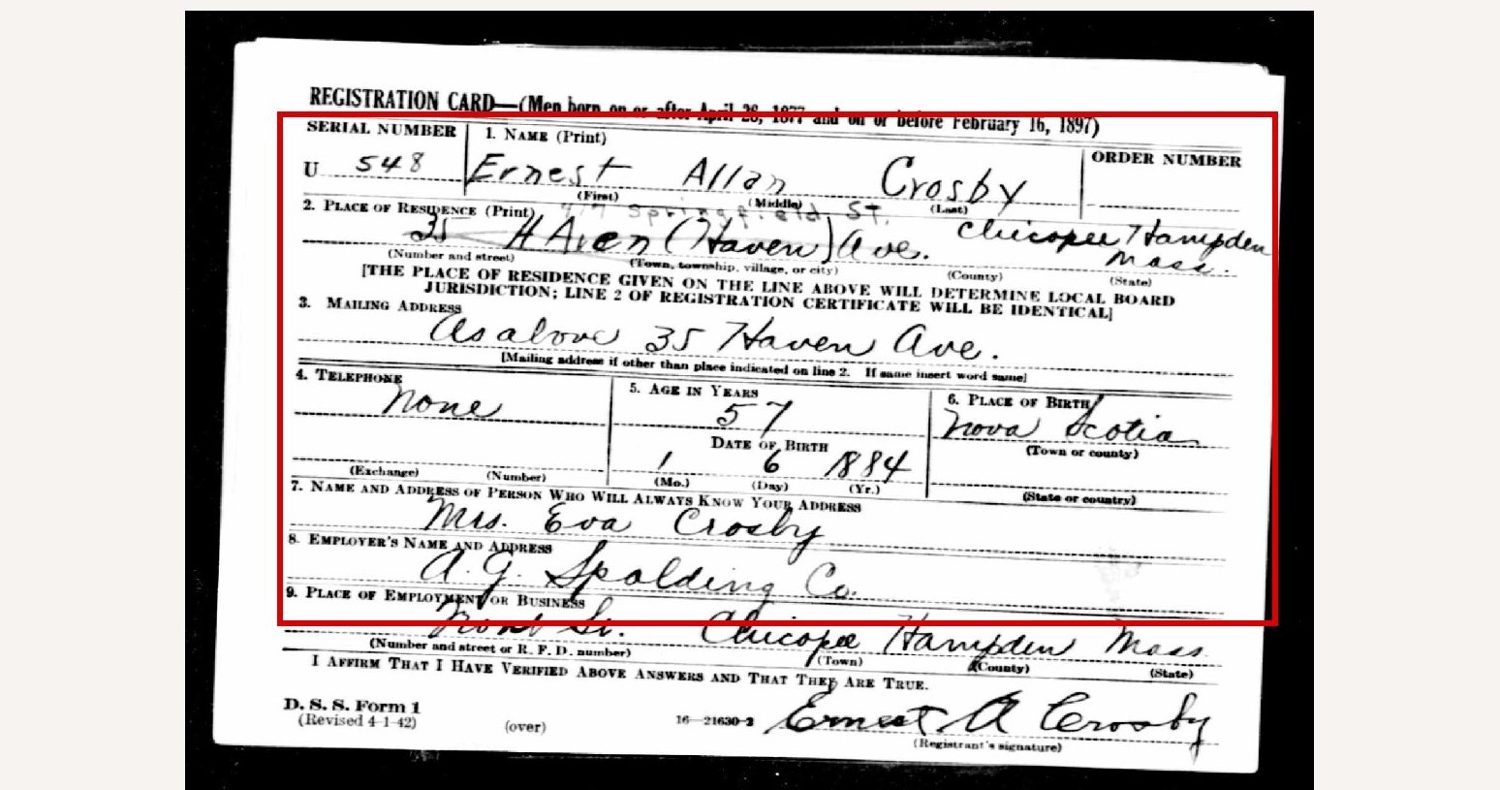 REGISTRATION CARD—(Men born on or after April 28, 1877 and on or before February 16, 1897)
SERIAL NUMBER 1. NAME (Print) ORDER NUMBER
U 548 Ernest Allan Crosby
(First) (Middle) (Last)
2. PLACE OF RESIDENCE (Print) Springfield St.
35 HAven (Haven) Ave. Chicopee Hampden Mass.
(Number and street) (Town, township, village, or city) (County) (State)
[THE PLACE OF RESIDENCE GIVEN ON THE LINE ABOVE WILL DETERMINE LOCAL BOARD
JURISDICTION; LINE 2 OF REGISTRATION CERTIFICATE WILL BE IDENTICAL]
3. MAILING ADDRESS
As above 35 Haven Ave.
[Mailing address if other than place indicated on line 2. If same insert word same]
4. TELEPHONE 5. AGE IN YEARS 6. PLACE OF BIRTH
None 57 Nova Scotia
DATE OF BIRTH (Town or county)
1 6 1884
(Exchange) (Number) (Mo.) (Day) (Yr.) (State or country)
7. NAME AND ADDRESS OF PERSON WHO WILL ALWAYS KNOW YOUR ADDRESS
Mrs. Eva Crosby
8. EMPLOYER'S NAME AND ADDRESS
A. G. Spalding Co.
9. PLACE OF EMPLOYMENT OR BUSINESS
St. Chicopee Hampden Mass
(Number and street or R. F. D. number) (Town) (County) (State)
I AFFIRM THAT I HAVE VERIFIED ABOVE ANSWERS AND THAT THEY ARE TRUE.
D. S. S. Form 1
(Revised 4-1-42) (over) 16—21630-2 Ernest A Crosby
(Registrant's signature)